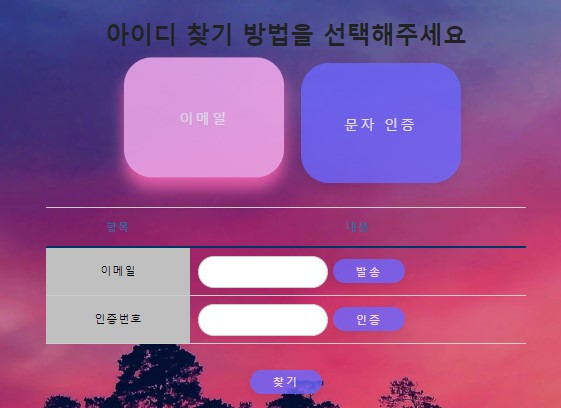 아이디 찾기 방법을 선택해주세요
이메일 문자 인증
항목 내용
이메일 발송
인증번호 인증
찾기